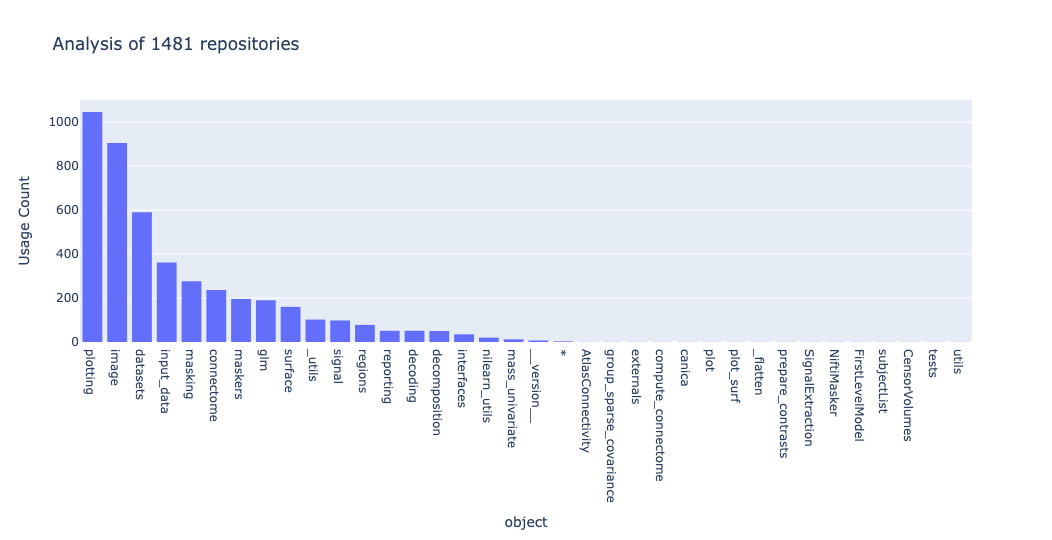 Analysis of 1481 repositories
Usage Count
1000
800
600
400
200
0
plotting
image
datasets
input_data
masking
connectome
maskers
glm
surface
_utils
signal
regions
reporting
decoding
decomposition
interfaces
nilearn_utils
mass_univariate
__version__
*
AtlasConnectivity
group_sparse_covariance
externals
compute_connectome
canica
plot
plot_surf
_flatten
prepare_contrasts
SignalExtraction
NiftiMasker
FirstLevelModel
subjectList
CensorVolumes
tests
utils
object